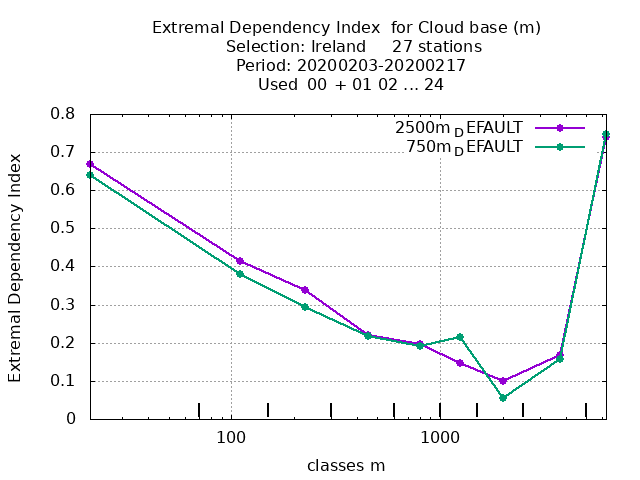 Extremal Dependency Index  for Cloud base (m)
Selection: Ireland     27 stations
Period: 20200203-20200217
Used  00  + 01 02 ... 24
2500m_DEFAULT
750m_DEFAULT
0.8
0.7
0.6
0.5
0.4
0.3
0.2
0.1
0
Extremal Dependency Index
100 1000
classes m